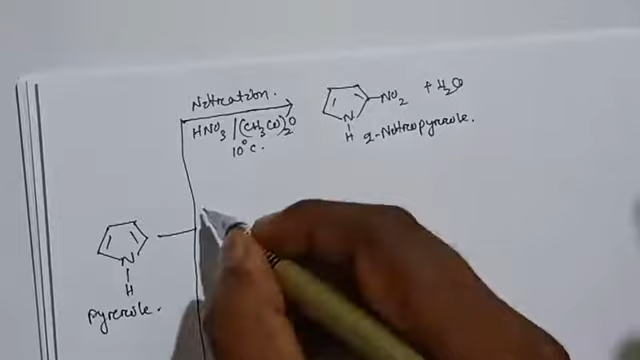 Nitration.
HNO3 / (CH3CO)2O
10°C.
N
H
NO2 + H2O
2-Nitropyrrole.
N
H
Pyrrole.